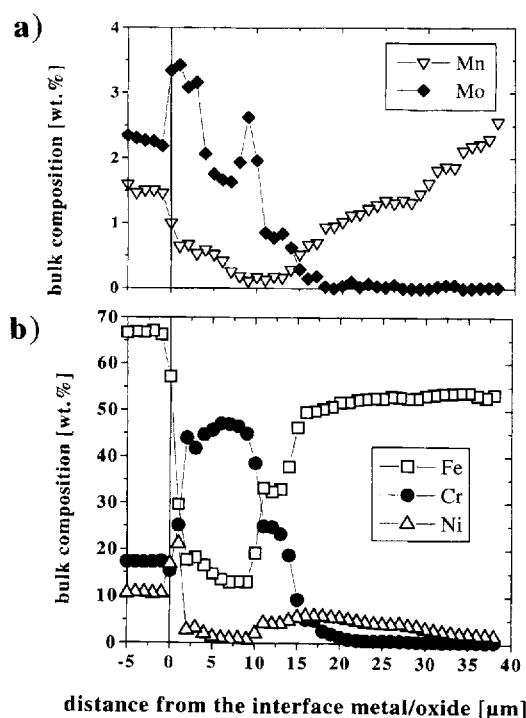 a)
bulk composition [wt.%]
4
3
2
1
0
Mn
Mo
b)
bulk composition [wt.%]
70
60
50
40
30
20
10
0
Fe
Cr
Ni
-5 0 5 10 15 20 25 30 35 40
distance from the interface metal/oxide [µm]